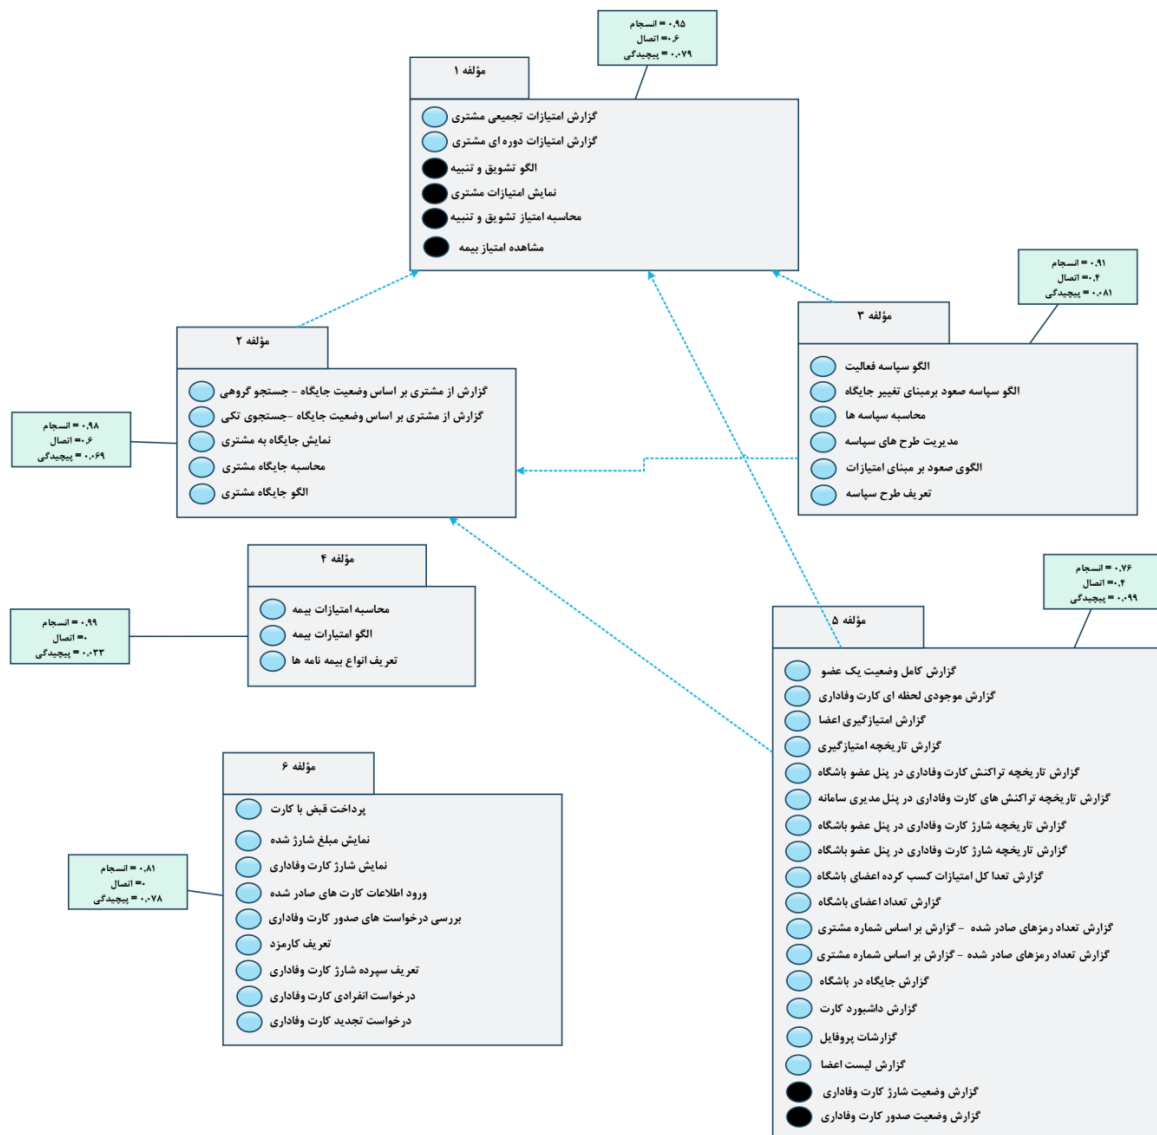 ۰.۹۵ = انسجام
۰.۶= اتصال
۰.۰۷۹ = پیچیدگی
مؤلفه ۱
گزارش امتیازات تجمیعی مشتری
گزارش امتیازات دوره ای مشتری
الگو تشویق و تنبیه
نمایش امتیازات مشتری
محاسبه امتیاز تشویق و تنبیه
مشاهده امتیاز بیمه
۰.۹۱ = انسجام
۰.۴= اتصال
۰.۰۸۱ = پیچیدگی
مؤلفه ۳
الگو سپاسه فعالیت
الگو سپاسه صعود برمبنای تغییر جایگاه
محاسبه سپاسه ها
مدیریت طرح های سپاسه
الگوی صعود بر مبنای امتیازات
تعریف طرح سپاسه
مؤلفه ۲
گزارش از مشتری بر اساس وضعیت جایگاه - جستجو گروهی
گزارش از مشتری بر اساس وضعیت جایگاه -جستجوی تکی
نمایش جایگاه به مشتری
محاسبه جایگاه مشتری
الگو جایگاه مشتری
۰.۹۸ = انسجام
۰.۶= اتصال
۰.۰۶۹ = پیچیدگی
مؤلفه ۴
محاسبه امتیازات بیمه
الگو امتیارات بیمه
تعریف انواع بیمه نامه ها
۰.۹۹ = انسجام
۰= اتصال
۰.۰۳۳ = پیچیدگی
۰.۷۶ = انسجام
۰.۴= اتصال
۰.۰۹۹ = پیچیدگی
مؤلفه ۵
گزارش کامل وضعیت یک عضو
گزارش موجودی لحظه ای کارت وفاداری
گزارش امتیازگیری اعضا
گزارش تاریخچه امتیازگیری
گزارش تاریخچه تراکنش کارت وفاداری در پنل عضو باشگاه
گزارش تاریخچه تراکنش های کارت وفاداری در پنل مدیری سامانه
گزارش تاریخچه شارژ کارت وفاداری در پنل عضو باشگاه
گزارش تاریخچه شارژ کارت وفاداری در پنل عضو باشگاه
گزارش تعدا کل امتیازات کسب کرده اعضای باشگاه
گزارش تعداد اعضای باشگاه
گزارش تعداد رمزهای صادر شده - گزارش بر اساس شماره مشتری
گزارش تعداد رمزهای صادر شده - گزارش بر اساس شماره مشتری
گزارش جایگاه در باشگاه
گزارش داشبورد کارت
گزارشات پروفایل
گزارش لیست اعضا
گزارش وضعیت شارژ کارت وفاداری
گزارش وضعیت صدور کارت وفاداری
مؤلفه ۶
پرداخت قبض با کارت
نمایش مبلغ شارژ شده
نمایش شارژ کارت وفاداری
ورود اطلاعات کارت های صادر شده
بررسی درخواست های صدور کارت وفاداری
تعریف کارمزد
تعریف سپرده شارژ کارت وفاداری
درخواست انفرادی کارت وفاداری
درخواست تجدید کارت وفاداری
۰.۸۱ = انسجام
۰= اتصال
۰.۰۷۸ = پیچیدگی